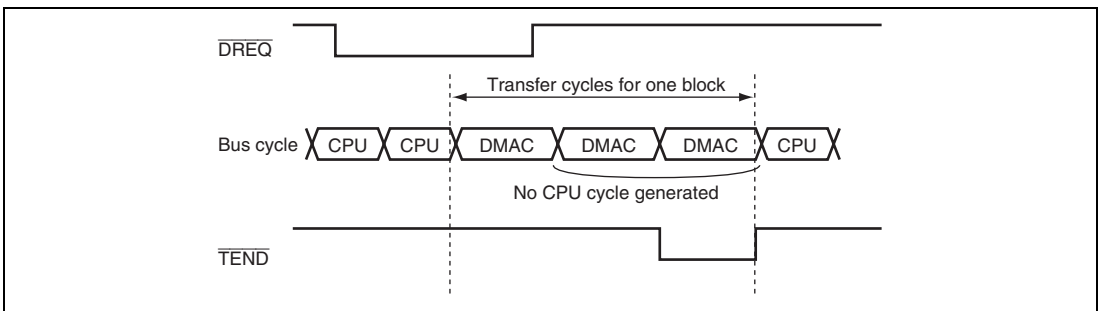 DREQ
Transfer cycles for one block
Bus cycle CPU CPU DMAC DMAC DMAC CPU
No CPU cycle generated
TEND